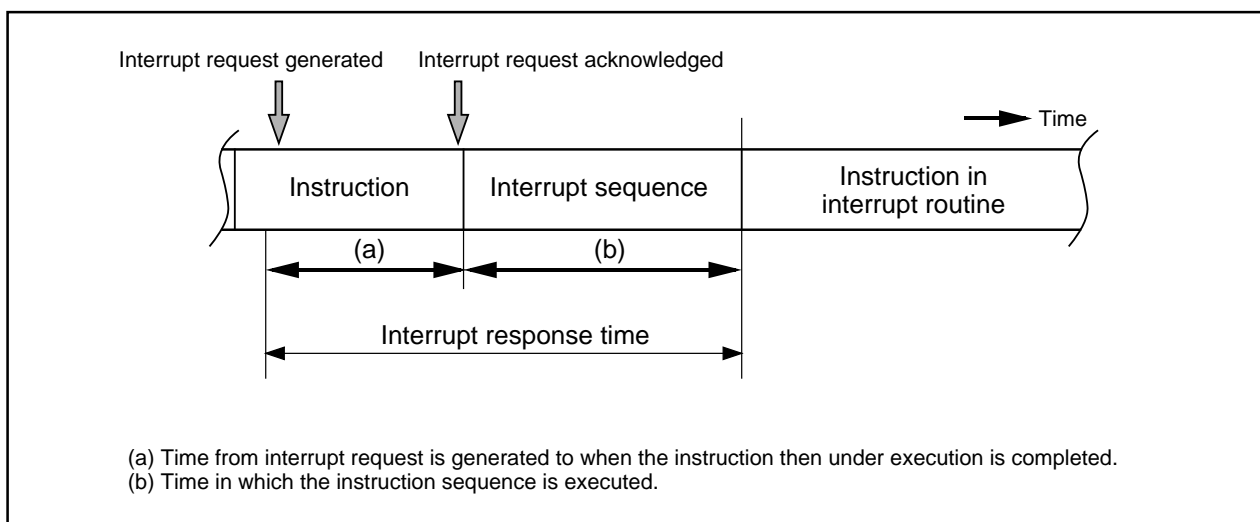 Interrupt request generated
Interrupt request acknowledged
Time
Instruction
Interrupt sequence
Instruction in
interrupt routine
(a)
(b)
Interrupt response time
(a) Time from interrupt request is generated to when the instruction then under execution is completed.
(b) Time in which the instruction sequence is executed.